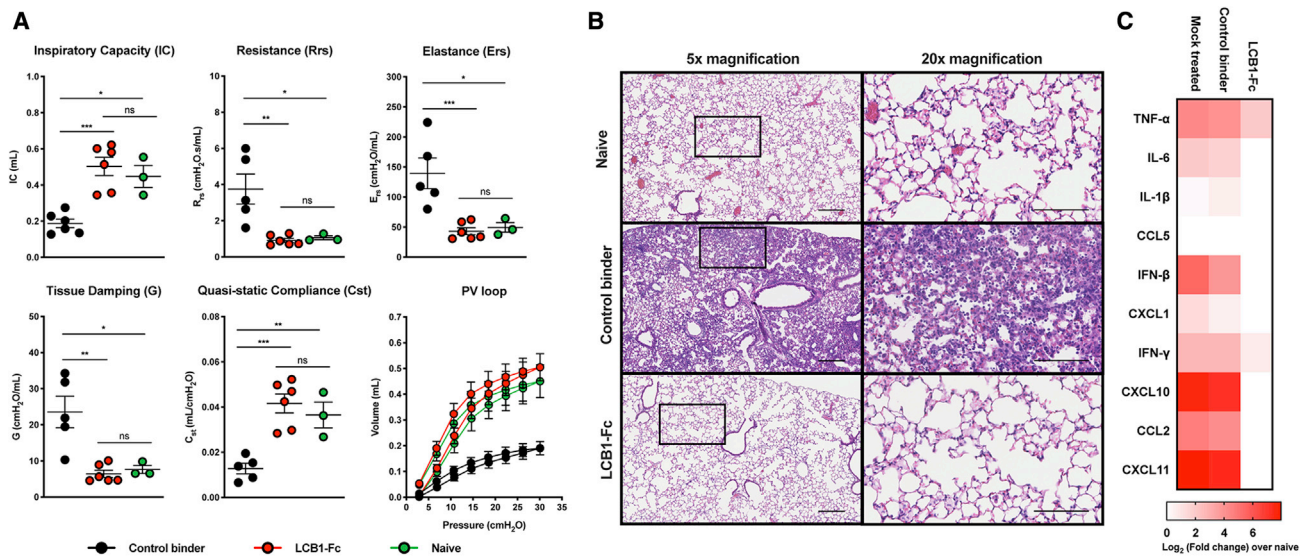 A
Inspiratory Capacity (IC)
1.0
0.8
0.6
0.4
0.2
0.0
IC (mL)
*
ns
***
Resistance (Rrs)
8
6
4
2
0
Rrs (cmH2O.s/mL)
*
**
ns
Elastance (Ers)
300
250
200
150
100
50
0
Ers (cmH2O/mL)
*
***
ns
Tissue Damping (G)
50
40
30
20
10
0
G (cmH2O/mL)
*
**
ns
Quasi-static Compliance (Cst)
0.08
0.06
0.04
0.02
0.00
Cst (mL/cmH2O)
**
***
ns
PV loop
0.7
0.6
0.5
0.4
0.3
0.2
0.1
0.0
Volume (mL)
0 5 10 15 20 25 30 35
Pressure (cmH2O)
Control binder LCB1-Fc Naive
B
5x magnification 20x magnification
Naive
Control binder
LCB1-Fc
C
Mock treated
Control binder
LCB1-Fc
TNF-α
IL-6
IL-1β
CCL5
IFN-β
CXCL1
IFN-γ
CXCL10
CCL2
CXCL11
0 2 4 6
Log2 (Fold change) over naive